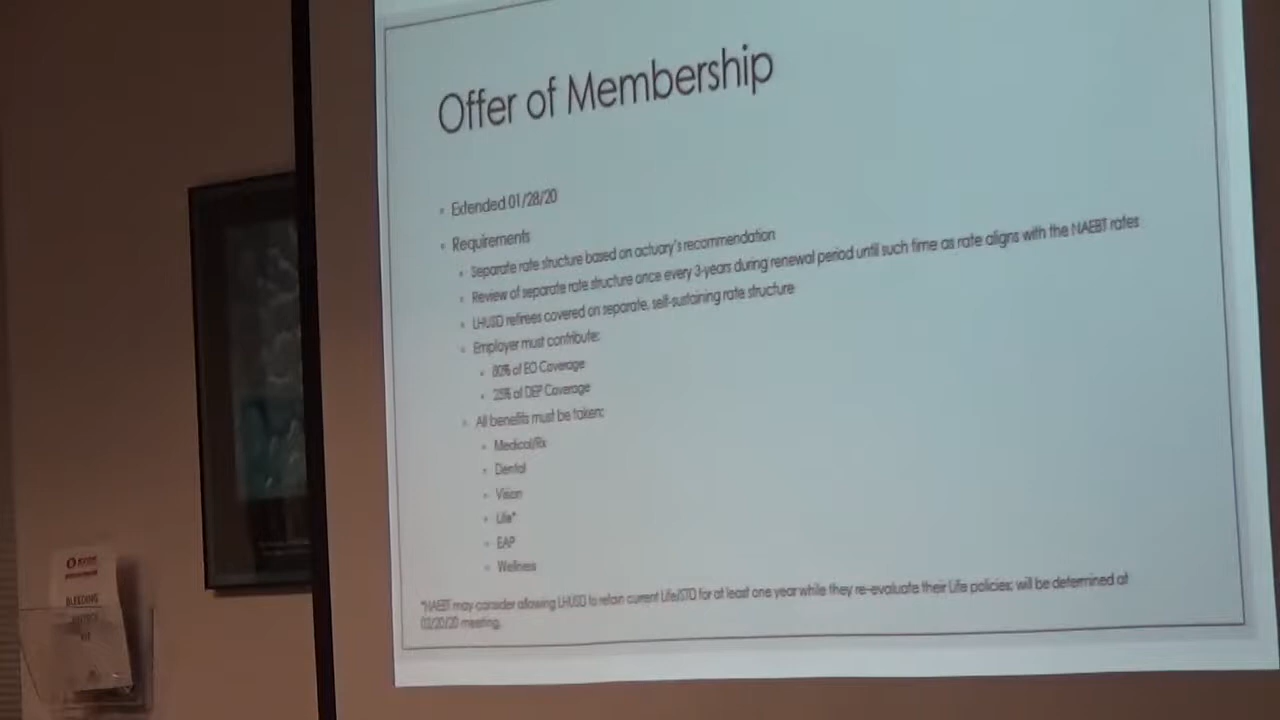 Offer of Membership
Extended 01/28/20
Requirements
Separate rate structure based on actuary's recommendation
Review of separate rate structure once every 3-years during renewal period until such time as rate aligns with the NAEBT rates
LHUSD retirees covered on separate, self-sustaining rate structure
Employer must contribute:
80% of EO Coverage
25% of DEP Coverage
All benefits must be taken:
Medical/Rx
Dental
Vision
Life*
EAP
Wellness
*NAEBT may consider allowing LHUSD to retain current Life/STD for at least one year while they re-evaluate their Life policies; will be determined at
02/20/20 meeting.
BLEEDING
KIT